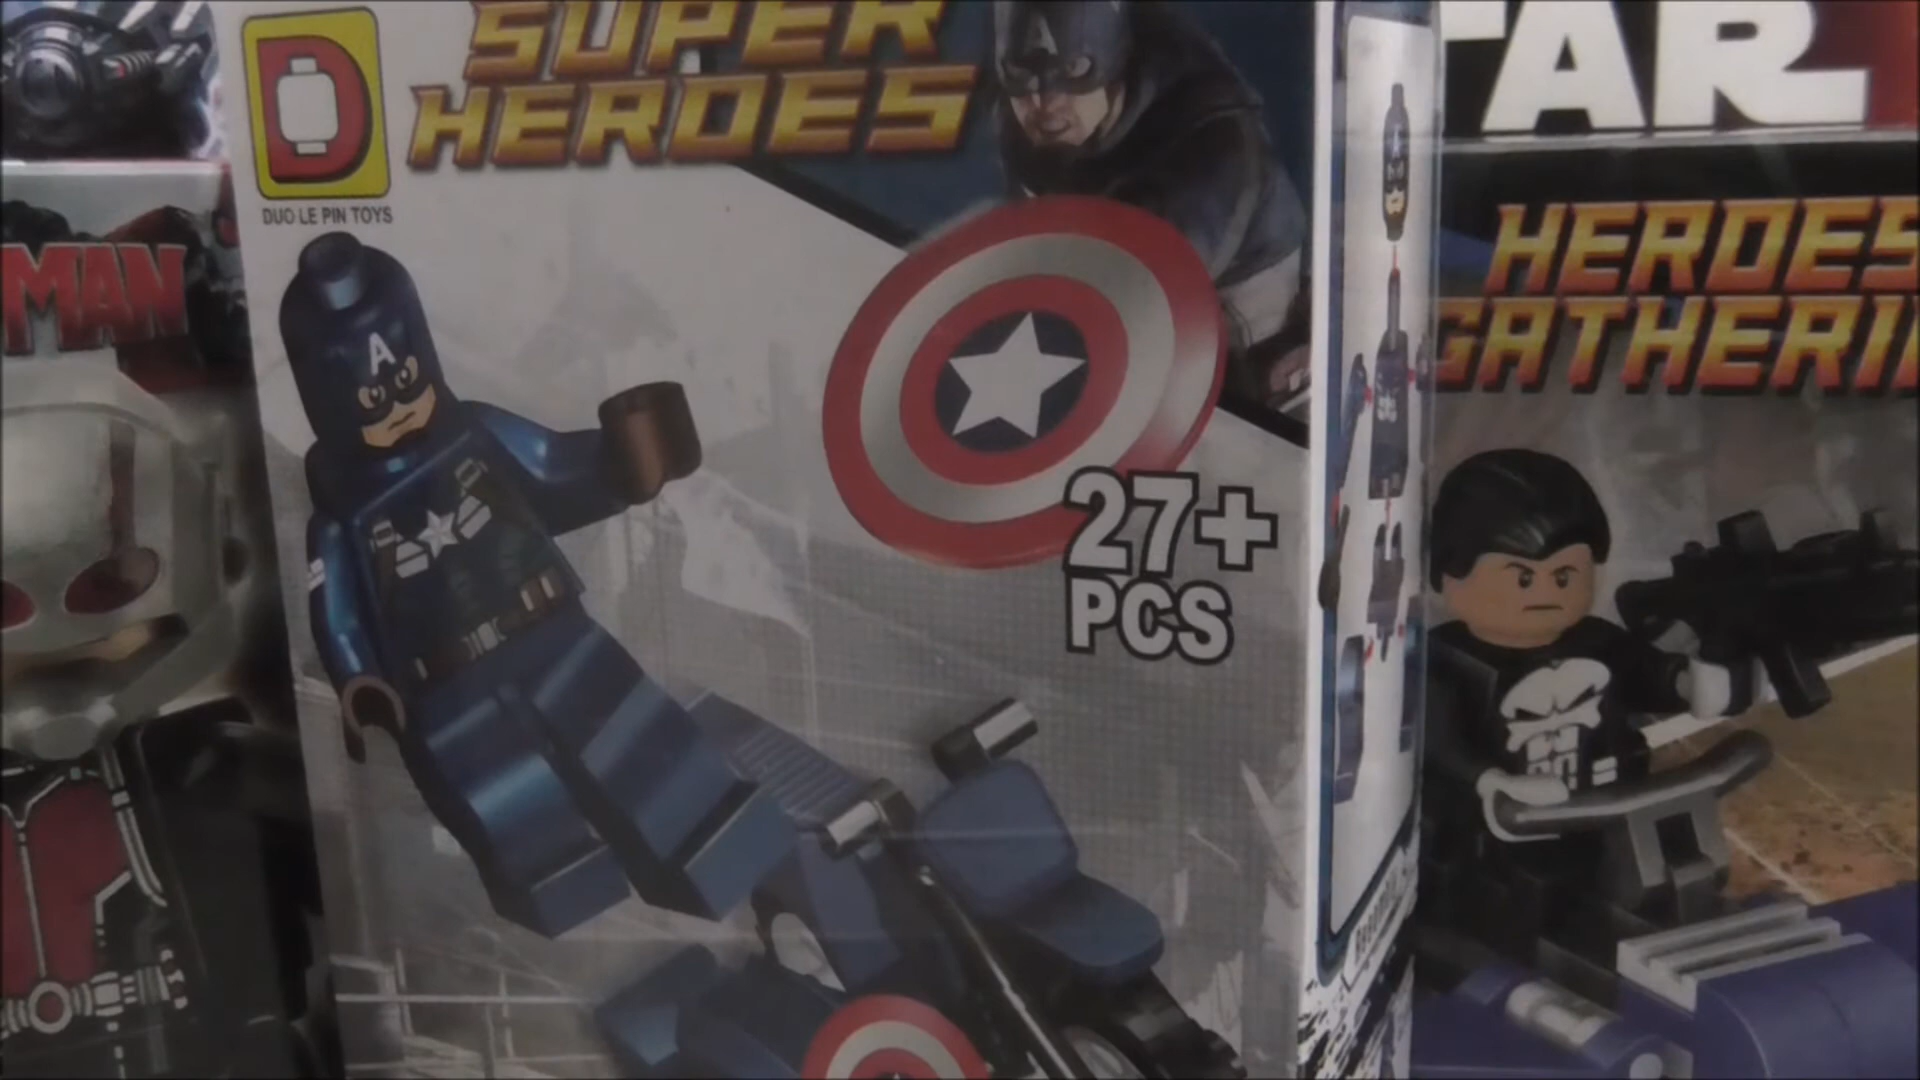 SUPER
HEROES
D
DUO LE PIN TOYS
A
A
27+
PCS
MAN
TAR
HEROES
GATHERI